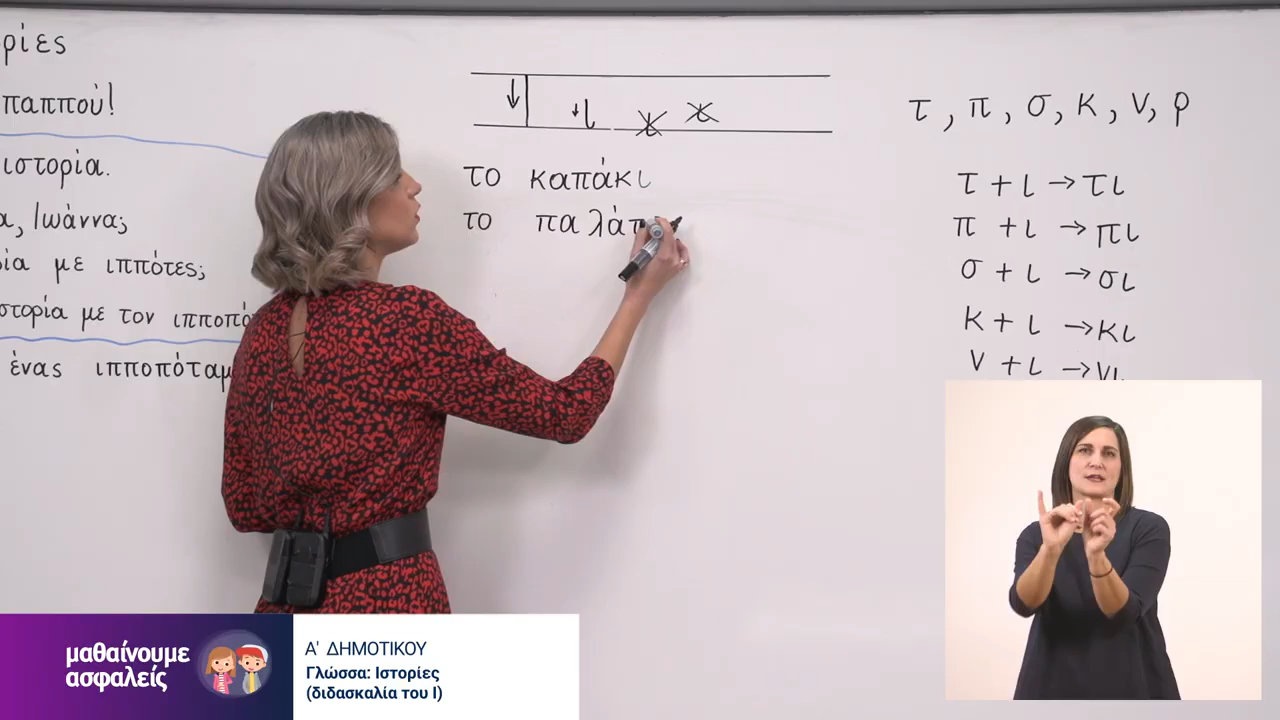 ρίες
παππού!
ιστορία.
α, Ιωάννα;
ία με ιππότες;
στορία με τον ιπποπό
ένας ιπποπόταμ
το καπάκι
το παλάτ
τ, π, σ, κ, ν, ρ
τ + ι → τι
π + ι → πι
σ + ι → σι
κ + ι → κι
ν + ι → νι
μαθαίνουμε
ασφαλείς
Α' ΔΗΜΟΤΙΚΟΥ
Γλώσσα: Ιστορίες
(διδασκαλία του Ι)